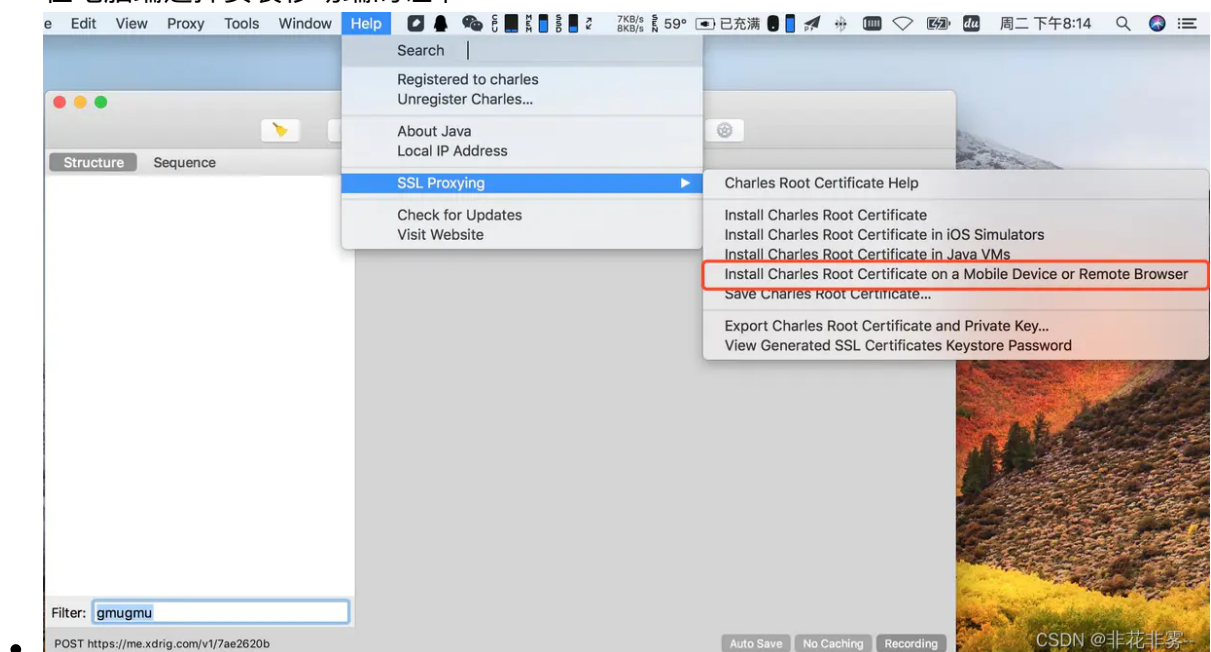 e Edit View Proxy Tools Window Help CPU MEM SSD 7KB/s 8KB/s SEN 59° 已充满 du 周二 下午8:14
Search
Registered to charles
Unregister Charles...
About Java
Local IP Address
SSL Proxying
Check for Updates
Visit Website
Structure Sequence
Charles Root Certificate Help
Install Charles Root Certificate
Install Charles Root Certificate in iOS Simulators
Install Charles Root Certificate in Java VMs
Install Charles Root Certificate on a Mobile Device or Remote Browser
Save Charles Root Certificate...
Export Charles Root Certificate and Private Key...
View Generated SSL Certificates Keystore Password
Filter: gmugmu
POST https://me.xdrig.com/v1/7ae2620b
Auto Save No Caching Recording
CSDN @非花非雾--